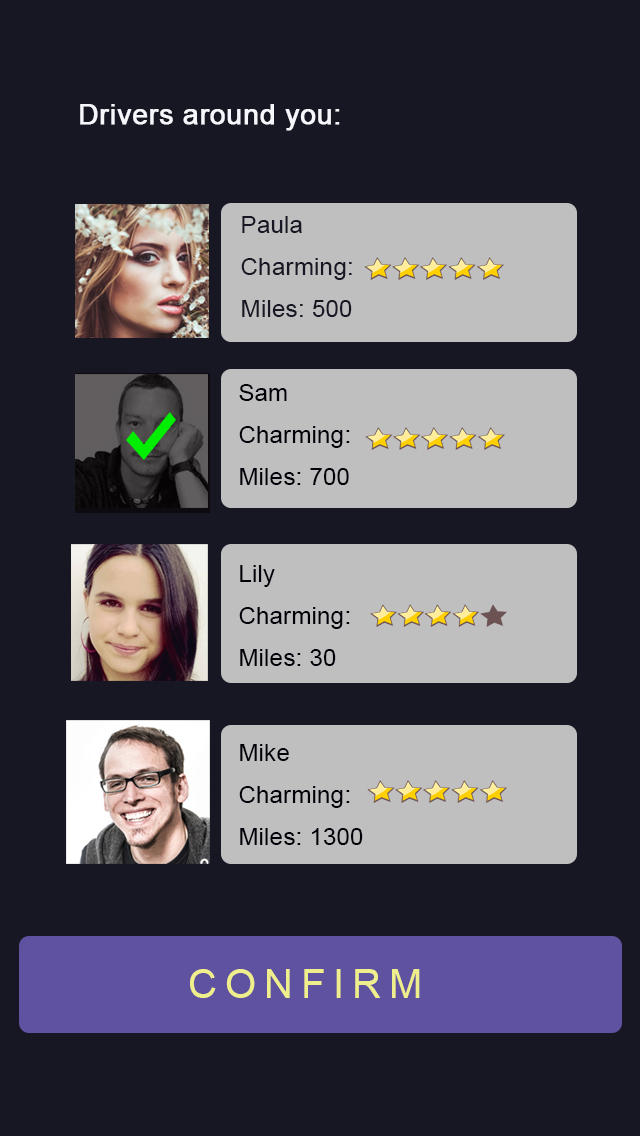 Drivers around you:
Paula
Charming:
Miles: 500
Sam
Charming:
Miles: 700
Lily
Charming:
Miles: 30
Mike
Charming:
Miles: 1300
CONFIRM